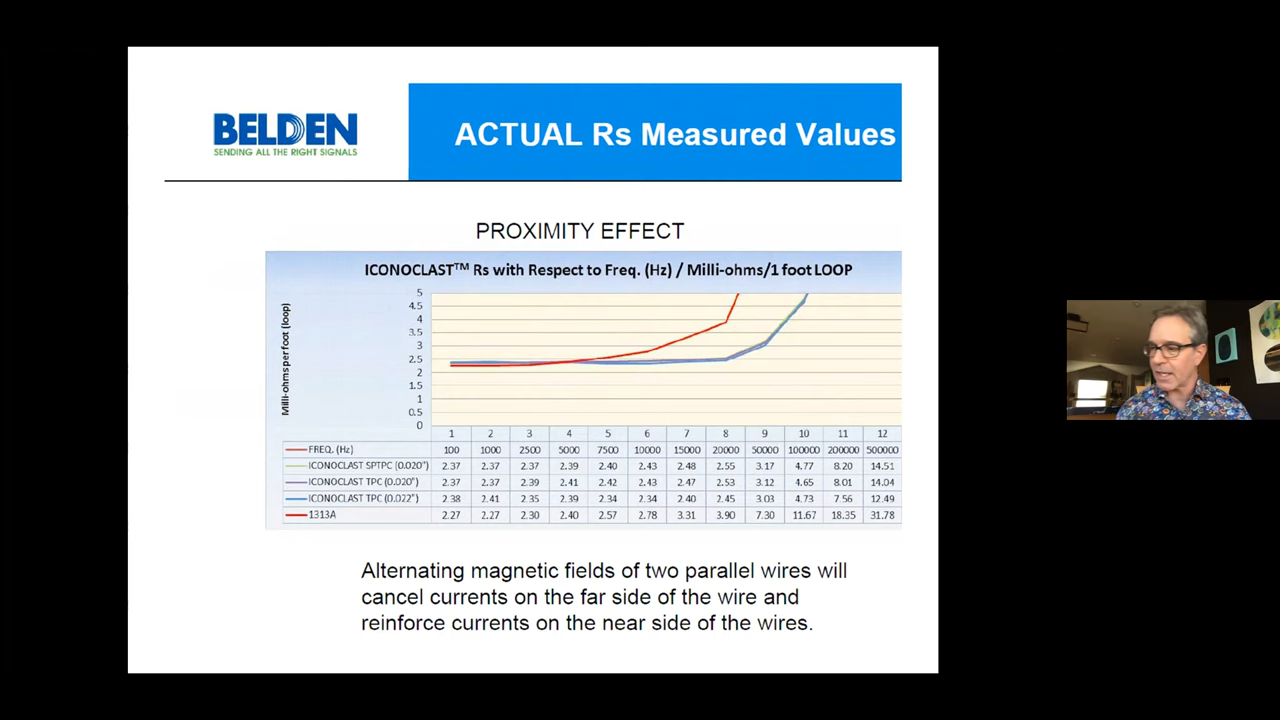 BELDEN
SENDING ALL THE RIGHT SIGNALS
ACTUAL Rs Measured Values
PROXIMITY EFFECT
ICONOCLAST™ Rs with Respect to Freq. (Hz) / Milli-ohms/1 foot LOOP
Milli-ohms per foot (loop)
5
4.5
4
3.5
3
2.5
2
1.5
1
0.5
0
1 2 3 4 5 6 7 8 9 10 11 12
FREQ. (Hz) 100 1000 2500 5000 7500 10000 15000 20000 50000 100000 200000 500000
ICONOCLAST SPTPC (0.020") 2.37 2.37 2.37 2.39 2.40 2.43 2.48 2.55 3.17 4.77 8.20 14.51
ICONOCLAST TPC (0.020") 2.37 2.37 2.39 2.41 2.42 2.43 2.47 2.53 3.12 4.65 8.01 14.04
ICONOCLAST TPC (0.022") 2.38 2.41 2.35 2.39 2.34 2.34 2.40 2.45 3.03 4.73 7.56 12.49
1313A 2.27 2.27 2.30 2.40 2.57 2.78 3.31 3.90 7.30 11.67 18.35 31.78
Alternating magnetic fields of two parallel wires will
cancel currents on the far side of the wire and
reinforce currents on the near side of the wires.